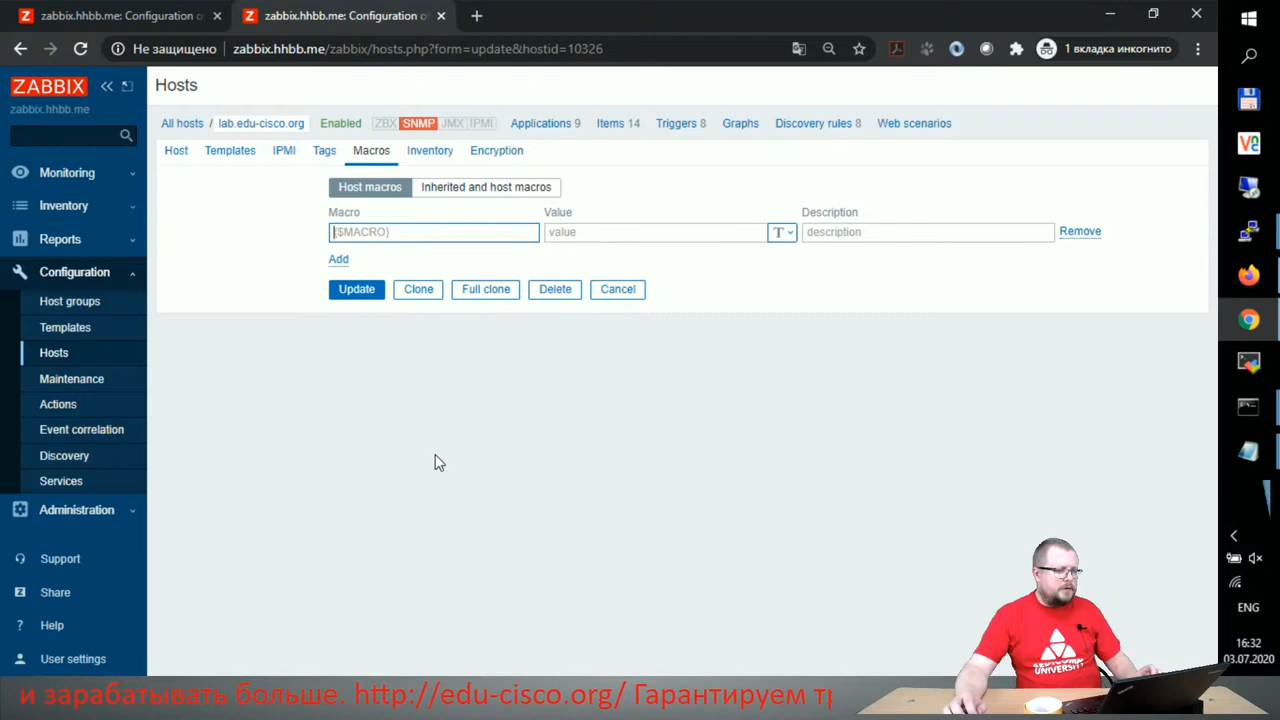 zabbix.hhbb.me: Configuration o
zabbix.hhbb.me: Configuration o
Не защищено
zabbix.hhbb.me/zabbix/hosts.php?form=update&hostid=10326
1 вкладка инкогнито
ZABBIX
zabbix.hhbb.me
Monitoring
Inventory
Reports
Configuration
Host groups
Templates
Hosts
Maintenance
Actions
Event correlation
Discovery
Services
Administration
Support
Share
Help
User settings
Hosts
All hosts / lab.edu-cisco.org Enabled ZBX SNMP JMX IPMI Applications 9 Items 14 Triggers 8 Graphs Discovery rules 8 Web scenarios
Host Templates IPMI Tags Macros Inventory Encryption
Host macros Inherited and host macros
Macro Value Description
{$MACRO} value T description Remove
Add
Update Clone Full clone Delete Cancel
ENG
16:32
03.07.2020
UNIVERSITY
и зарабатывать больше. http://edu-cisco.org/ Гарантируем тр